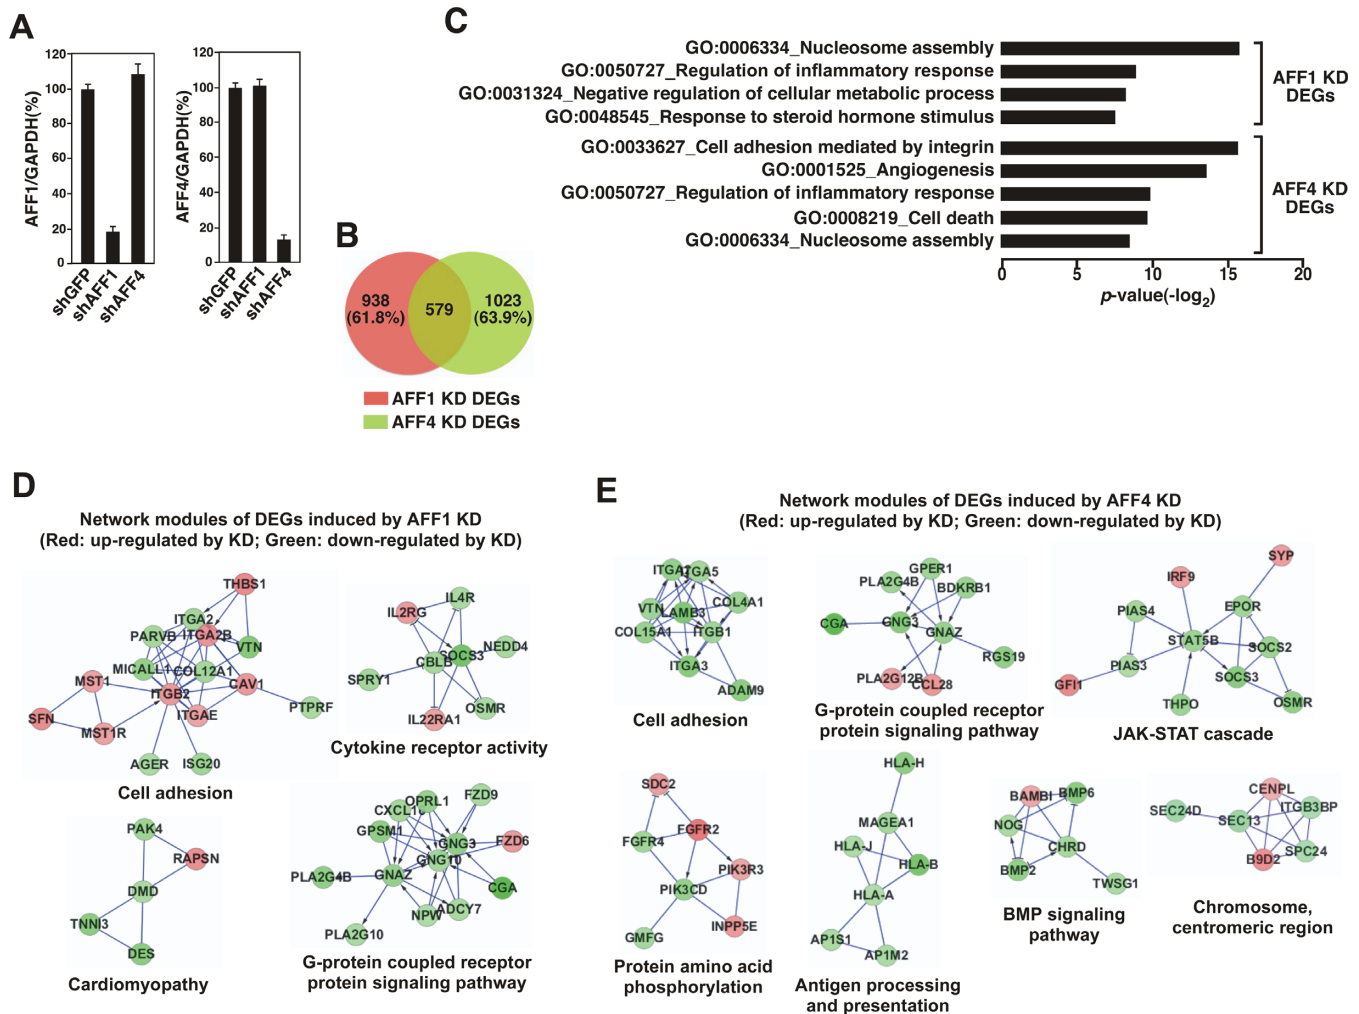 A
120
100
80
60
40
20
0
AFF1/GAPDH(%)
shGFP
shAFF1
shAFF4
120
100
80
60
40
20
0
AFF4/GAPDH(%)
shGFP
shAFF1
shAFF4
B
938
(61.8%)
579
1023
(63.9%)
AFF1 KD DEGs
AFF4 KD DEGs
C
GO:0006334_Nucleosome assembly
GO:0050727_Regulation of inflammatory response
GO:0031324_Negative regulation of cellular metabolic process
GO:0048545_Response to steroid hormone stimulus
AFF1 KD
DEGs
GO:0033627_Cell adhesion mediated by integrin
GO:0001525_Angiogenesis
GO:0050727_Regulation of inflammatory response
GO:0008219_Cell death
GO:0006334_Nucleosome assembly
AFF4 KD
DEGs
0 5 10 15 20
p-value(-log2)
D
Network modules of DEGs induced by AFF1 KD
(Red: up-regulated by KD; Green: down-regulated by KD)
THBS1
ITGA2
PARVB
ITGA2B
VTN
MICALL1
COL12A1
MST1
ITGB2
CAV1
SFN
ITGAE
PTPRF
MST1R
AGER
ISG20
Cell adhesion
IL4R
IL2RG
NEDD4
SOCS3
CBLB
SPRY1
OSMR
IL22RA1
Cytokine receptor activity
PAK4
RAPSN
DMD
TNNI3
DES
Cardiomyopathy
FZD9
OPRL1
GPSM1
GNG3
FZD6
GNG10
PLA2G4B
GNAZ
CGA
NPW
ADCY7
PLA2G10
G-protein coupled receptor
protein signaling pathway
E
Network modules of DEGs induced by AFF4 KD
(Red: up-regulated by KD; Green: down-regulated by KD)
ITGA5
VTN
LAMB3
COL4A1
COL15A1
ITGB1
ITGA3
ADAM9
Cell adhesion
GPER1
PLA2G4B
BDKRB1
CGA
GNG3
GNAZ
RGS19
PLA2G12B
CCL28
G-protein coupled receptor
protein signaling pathway
SYP
IRF9
PIAS4
EPOR
STAT5B
SOCS2
PIAS3
SOCS3
GFI1
THPO
OSMR
JAK-STAT cascade
SDC2
FGFR2
FGFR4
PIK3R3
PIK3CD
INPP5E
GMFG
Protein amino acid
phosphorylation
HLA-H
MAGEA1
HLA-J
HLA-B
HLA-A
AP1S1
AP1M2
Antigen processing
and presentation
BAMBI
BMP6
NOG
CHRD
BMP2
TWSG1
BMP signaling
pathway
CENPL
SEC24D
ITGB3BP
SEC13
SPC24
B9D2
Chromosome,
centromeric region